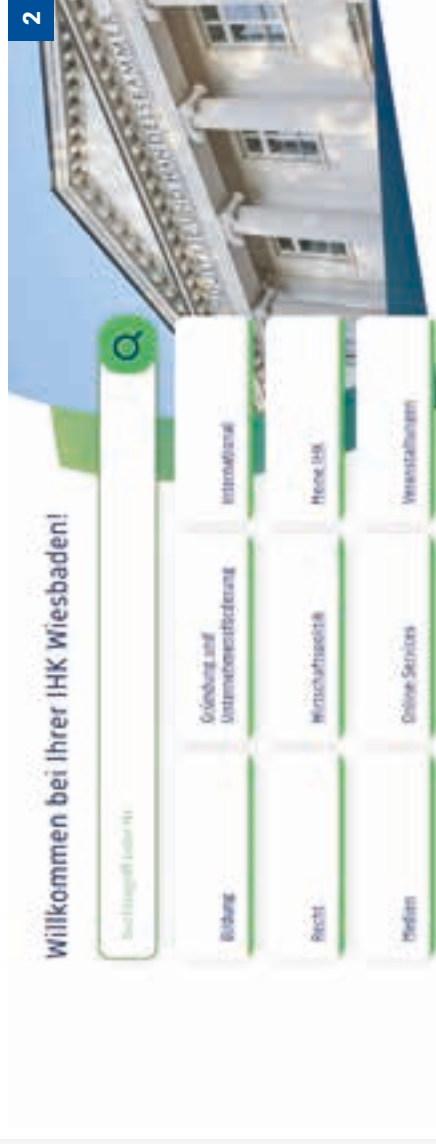 2
Willkommen bei Ihrer IHK Wiesbaden!
Bildung
Gründung und
Unternehmensförderung
International
Recht
Wirtschaftspolitik
Meine IHK
Medien
Online Services
Veranstaltungen